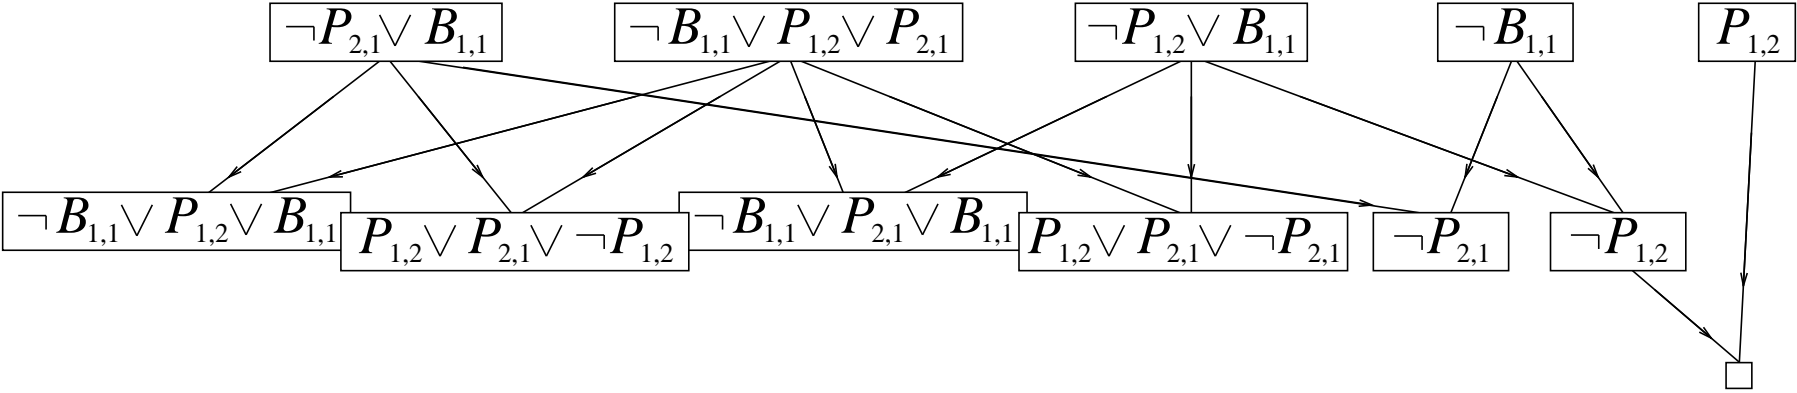 ¬P₂,₁ ∨ B₁,₁
¬B₁,₁ ∨ P₁,₂ ∨ P₂,₁
¬P₁,₂ ∨ B₁,₁
¬B₁,₁
P₁,₂
¬B₁,₁ ∨ P₁,₂ ∨ B₁,₁
P₁,₂ ∨ P₂,₁ ∨ ¬P₁,₂
¬B₁,₁ ∨ P₂,₁ ∨ B₁,₁
P₁,₂ ∨ P₂,₁ ∨ ¬P₂,₁
¬P₂,₁
¬P₁,₂